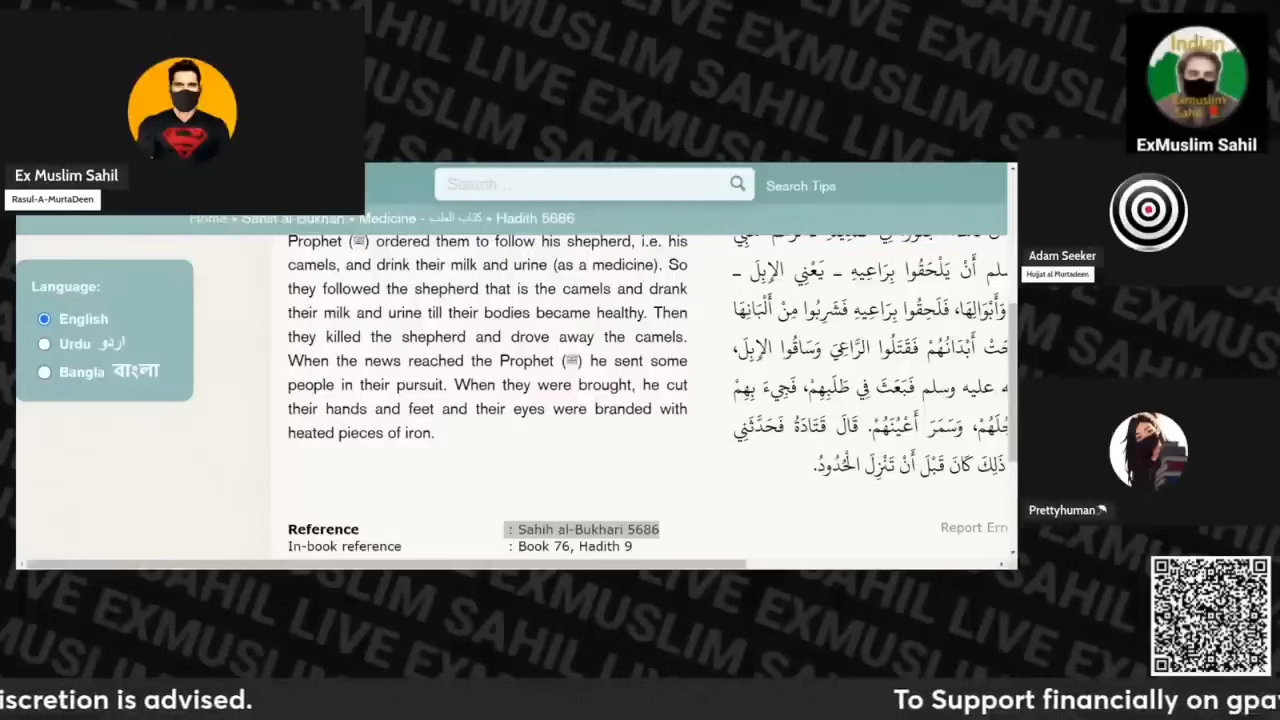 Ex Muslim Sahil
Rasul-A-MurtaDeen
Indian
Exmuslim
Sahil
ExMuslim Sahil
Search ...
Search Tips
Home » Sahih al-Bukhari » Medicine - كتاب الطب » Hadith 5686
Language:
English
Urdu اردو
Bangla বাংলা
Prophet (ﷺ) ordered them to follow his shepherd, i.e. his
camels, and drink their milk and urine (as a medicine). So
they followed the shepherd that is the camels and drank
their milk and urine till their bodies became healthy. Then
they killed the shepherd and drove away the camels.
When the news reached the Prophet (ﷺ) he sent some
people in their pursuit. When they were brought, he cut
their hands and feet and their eyes were branded with
heated pieces of iron.
سلم أَنْ يَلْحَقُوا بِرَاعِيهِ ـ يَعْنِي الإِبِلَ ـ
وَأَبْوَالِهَا، فَلَحِقُوا بِرَاعِيهِ فَشَرِبُوا مِنْ أَلْبَانِهَا
حَتْ أَبْدَانُهُمْ فَقَتَلُوا الرَّاعِيَ وَسَاقُوا الإِبِلَ،
ه عليه وسلم فَبَعَثَ فِي طَلَبِهِمْ، فَجِيءَ بِهِمْ
جُلَهُمْ، وَسَمَرَ أَعْيُنَهُمْ. قَالَ قَتَادَةُ فَحَدَّثَنِي
ذَلِكَ كَانَ قَبْلَ أَنْ تَنْزِلَ الْحُدُودُ.
Reference : Sahih al-Bukhari 5686
In-book reference : Book 76, Hadith 9
Report Erro
Adam Seeker
Hujjat al Murtadeen
Prettyhuman
iscretion is advised.
To Support financially on gpay